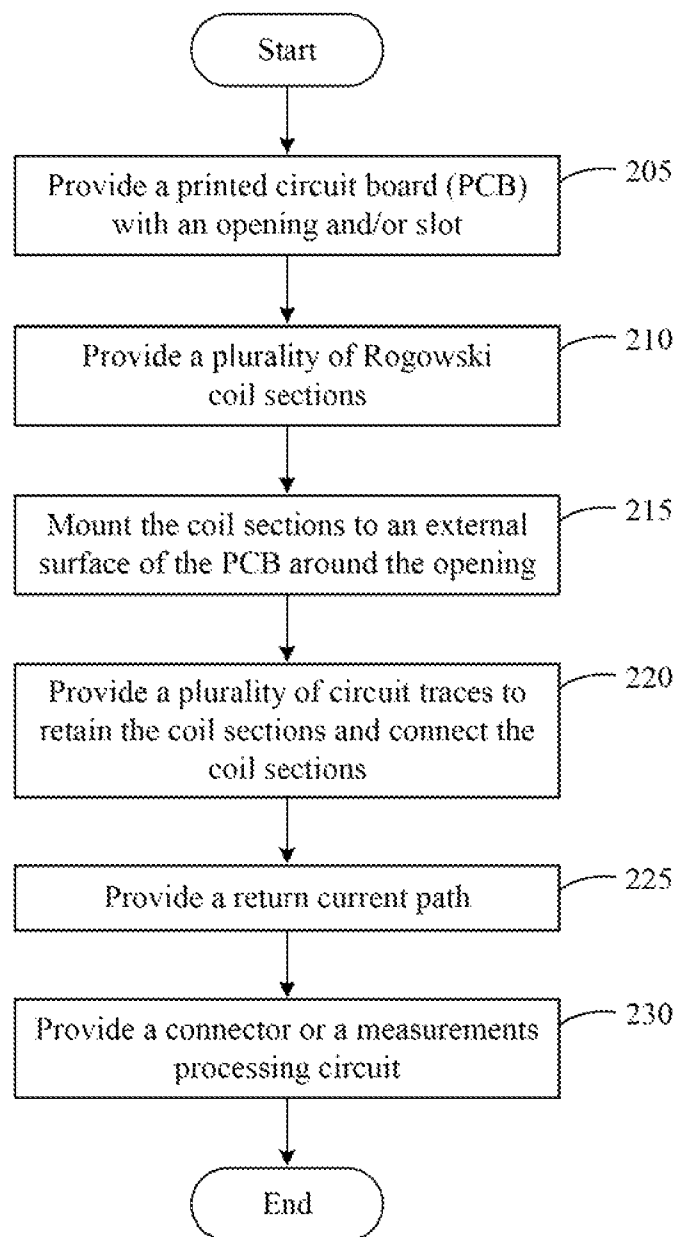 Start
Provide a printed circuit board (PCB)
with an opening and/or slot
205
Provide a plurality of Rogowski
coil sections
210
Mount the coil sections to an external
surface of the PCB around the opening
215
Provide a plurality of circuit traces to
retain the coil sections and connect the
coil sections
220
Provide a return current path
225
Provide a connector or a measurements
processing circuit
230
End